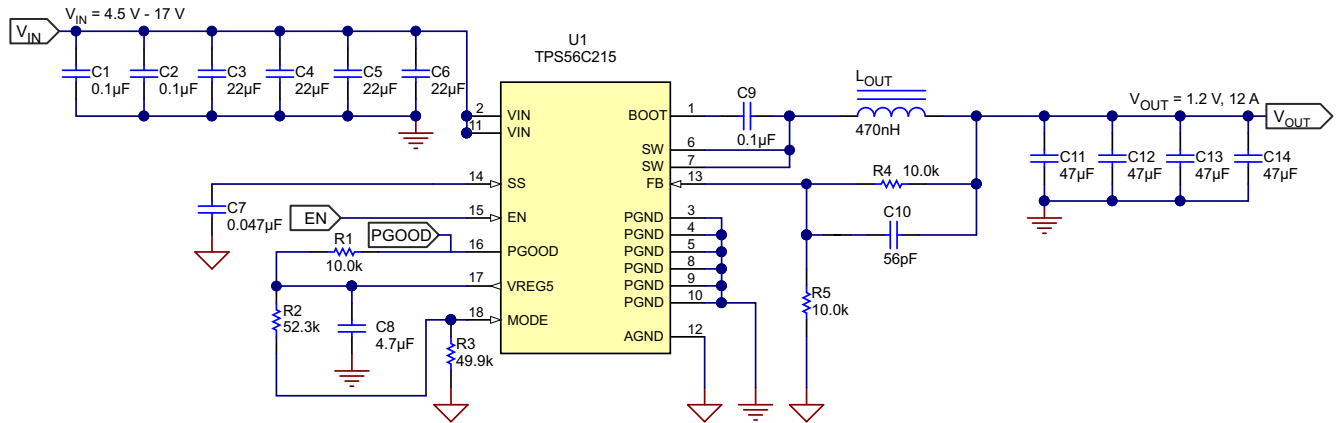 V_IN = 4.5 V - 17 V
V_IN
C1
0.1µF
C2
0.1µF
C3
22µF
C4
22µF
C5
22µF
C6
22µF
U1
TPS56C215
2
VIN
11
VIN
14
SS
15
EN
16
PGOOD
17
VREG5
18
MODE
BOOT
1
SW
6
SW
7
FB
13
PGND
3
PGND
4
PGND
5
PGND
8
PGND
9
PGND
10
AGND
12
C7
0.047µF
EN
PGOOD
R1
10.0k
R2
52.3k
C8
4.7µF
R3
49.9k
C9
0.1µF
L_OUT
470nH
R4 10.0k
C10
56pF
R5
10.0k
V_OUT = 1.2 V, 12 A
V_OUT
C11
47µF
C12
47µF
C13
47µF
C14
47µF